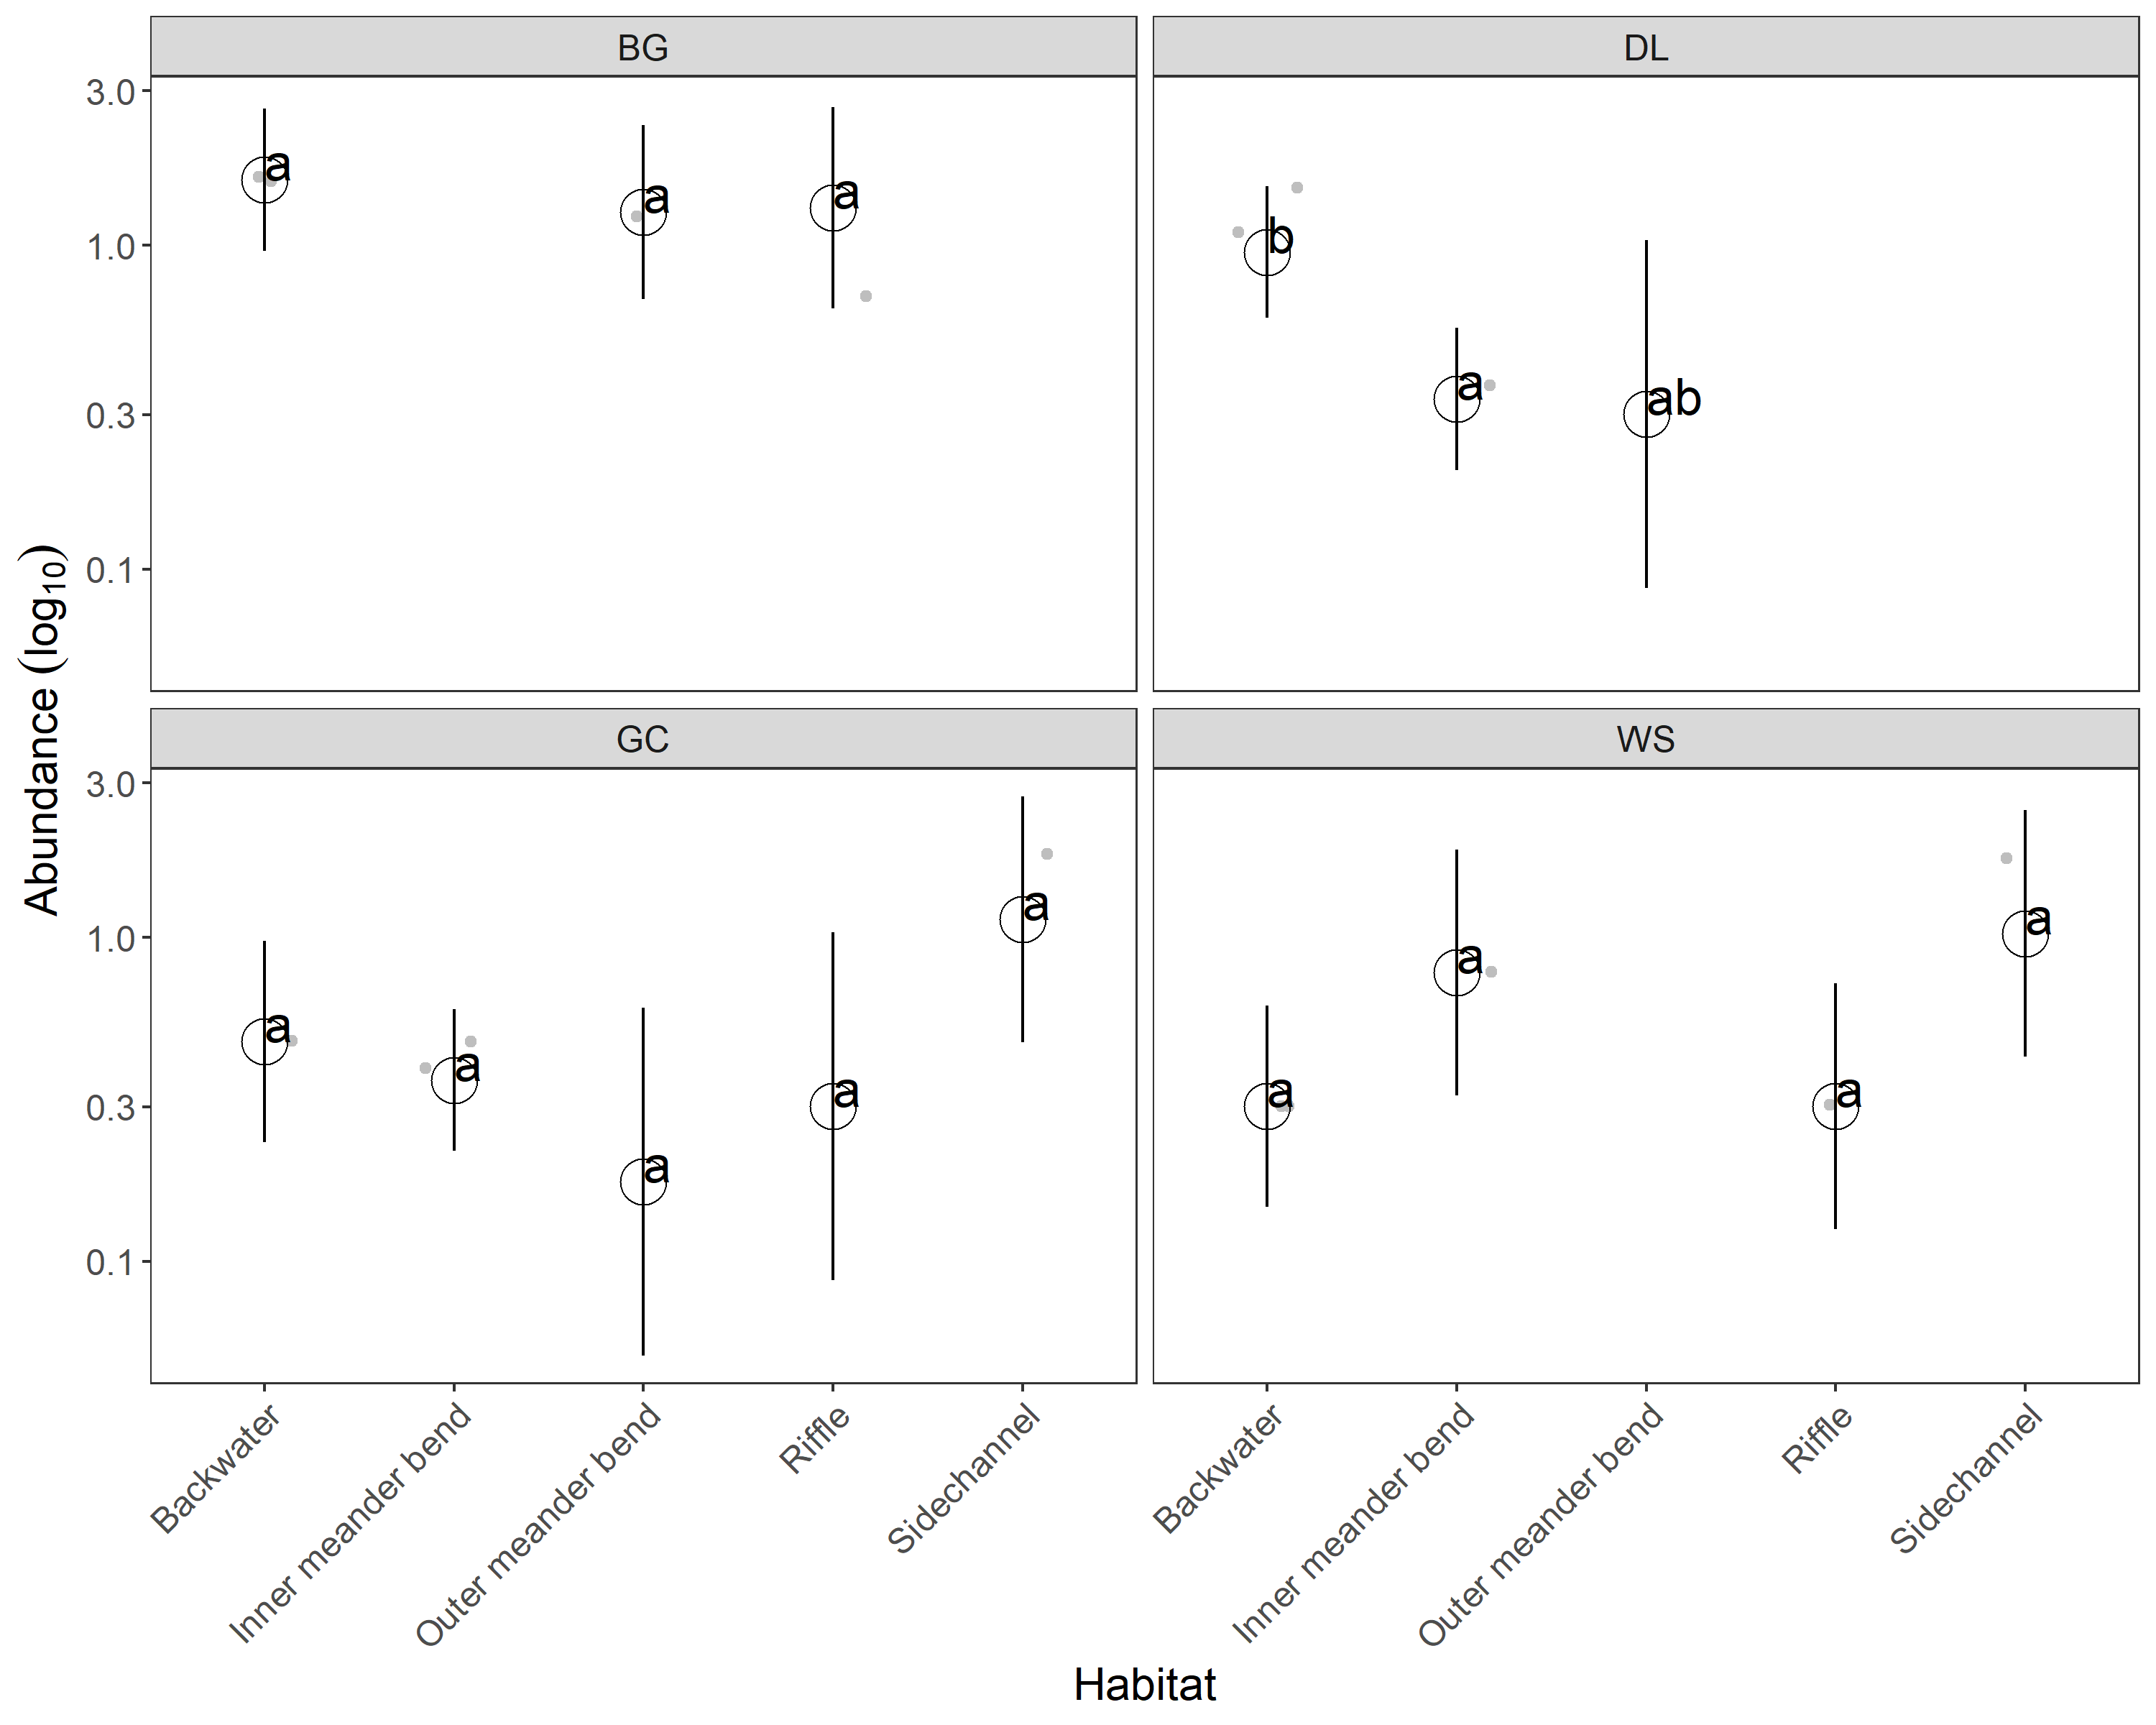 BG
DL
3.0
1.0
0.3
0.1
a
a
a
b
a
ab
GC
WS
3.0
1.0
0.3
0.1
a
a
a
a
a
a
a
a
a
Abundance (log10)
Backwater
Inner meander bend
Outer meander bend
Riffle
Sidechannel
Backwater
Inner meander bend
Outer meander bend
Riffle
Sidechannel
Habitat